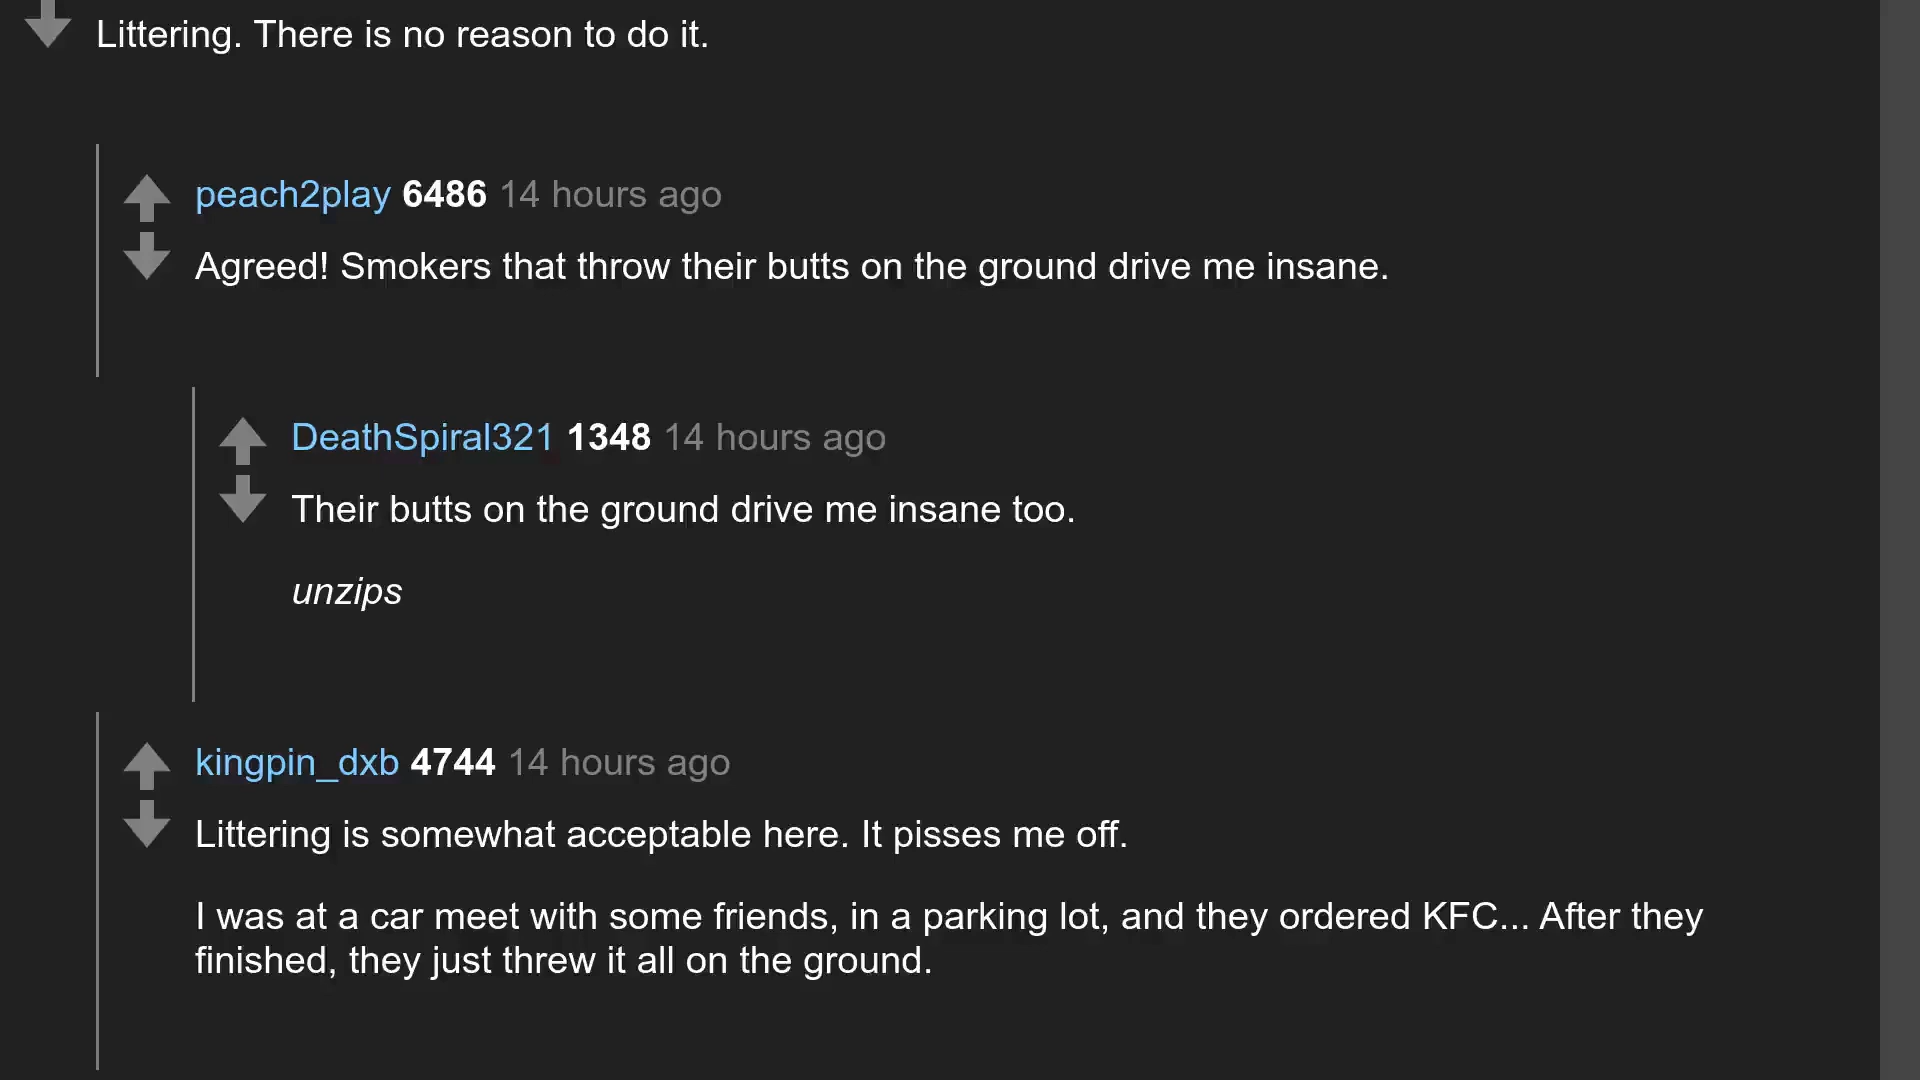 Littering. There is no reason to do it.
peach2play 6486 14 hours ago
Agreed! Smokers that throw their butts on the ground drive me insane.
DeathSpiral321 1348 14 hours ago
Their butts on the ground drive me insane too.
unzips
kingpin_dxb 4744 14 hours ago
Littering is somewhat acceptable here. It pisses me off.
I was at a car meet with some friends, in a parking lot, and they ordered KFC... After they
finished, they just threw it all on the ground.